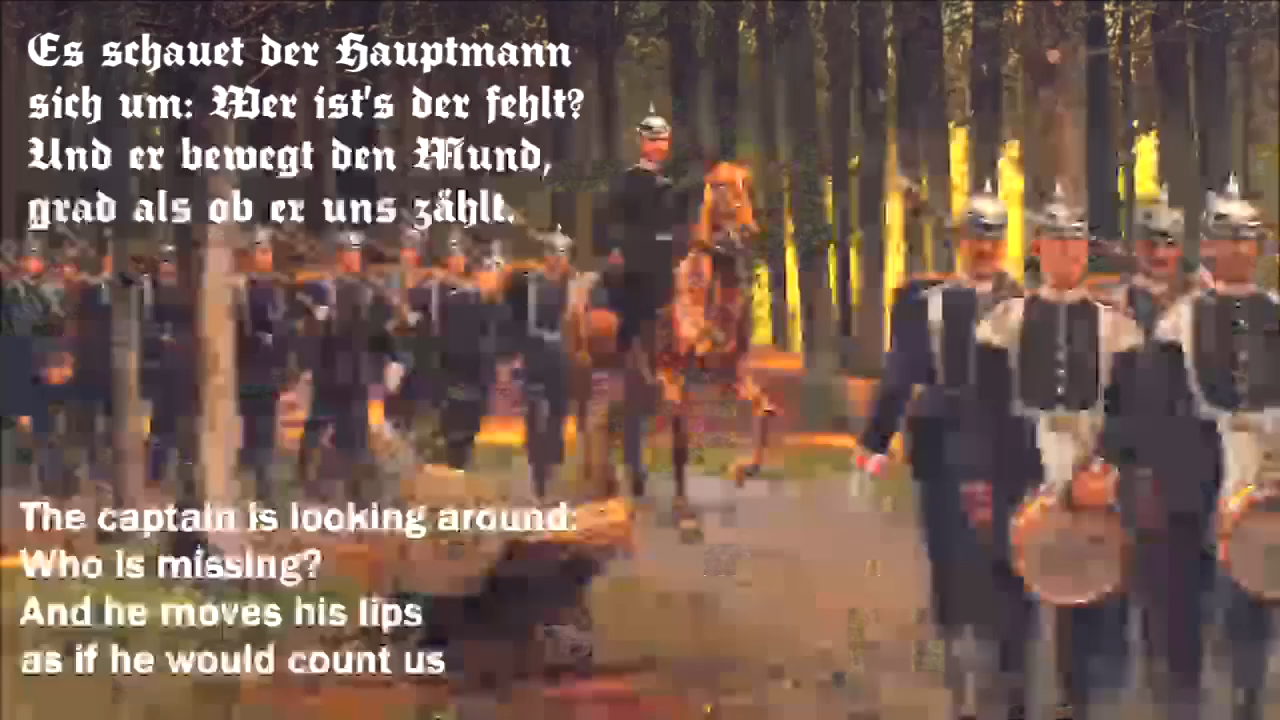 Es schauet der Hauptmann
sich um: Wer ist's der fehlt?
Und er bewegt den Mund,
grad als ob er uns zählt.
The captain is looking around:
Who is missing?
And he moves his lips
as if he would count us